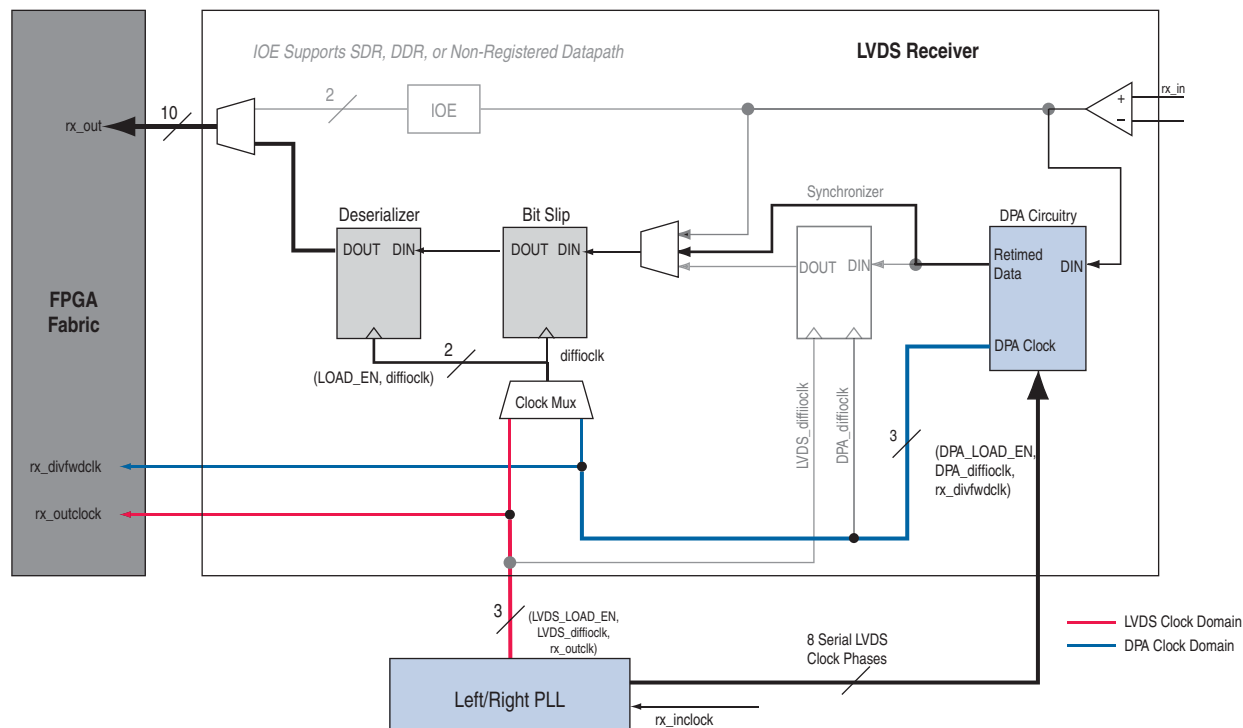 IOE Supports SDR, DDR, or Non-Registered Datapath
LVDS Receiver
2
IOE
+
–
rx_in
10
rx_out
Synchronizer
Deserializer
Bit Slip
DPA Circuitry
DOUT DIN
DOUT DIN
DOUT DIN
Retimed
Data
DIN
DPA Clock
FPGA
Fabric
2
(LOAD_EN, diffioclk)
diffioclk
Clock Mux
LVDS_diffiioclk
DPA_diffioclk
3
(DPA_LOAD_EN,
DPA_diffioclk,
rx_divfwdclk)
rx_divfwdclk
rx_outclock
3
(LVDS_LOAD_EN,
LVDS_diffioclk,
rx_outclk)
8 Serial LVDS
Clock Phases
LVDS Clock Domain
DPA Clock Domain
Left/Right PLL
rx_inclock